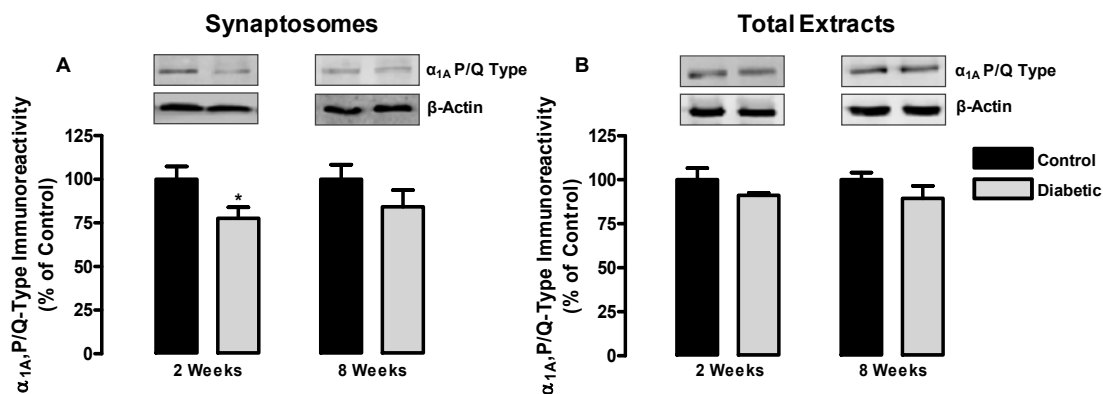 Synaptosomes
Total Extracts
A
α1A P/Q Type
β-Actin
α1A,P/Q-Type Immunoreactivity
(% of Control)
125
100
75
50
25
0
*
2 Weeks
8 Weeks
B
α1A P/Q Type
β-Actin
α1A,P/Q-Type Immunoreactivity
(% of Control)
125
100
75
50
25
0
2 Weeks
8 Weeks
Control
Diabetic